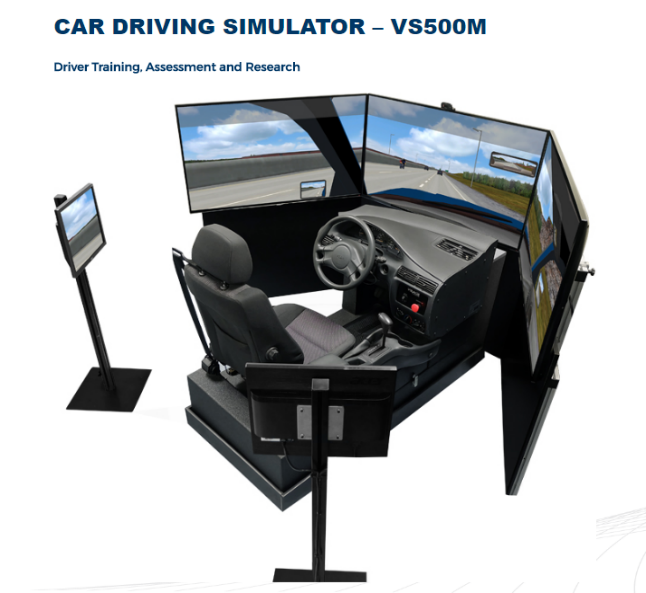 CAR DRIVING SIMULATOR – VS500M
Driver Training, Assessment and Research